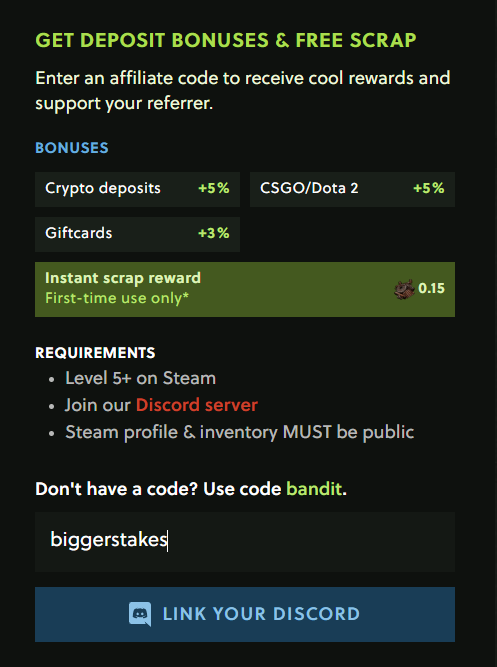 GET DEPOSIT BONUSES & FREE SCRAP
Enter an affiliate code to receive cool rewards and
support your referrer.
BONUSES
Crypto deposits +5%
CSGO/Dota 2 +5%
Giftcards +3%
Instant scrap reward
First-time use only*
0.15
REQUIREMENTS
• Level 5+ on Steam
• Join our Discord server
• Steam profile & inventory MUST be public
Don't have a code? Use code bandit.
biggerstakes
LINK YOUR DISCORD